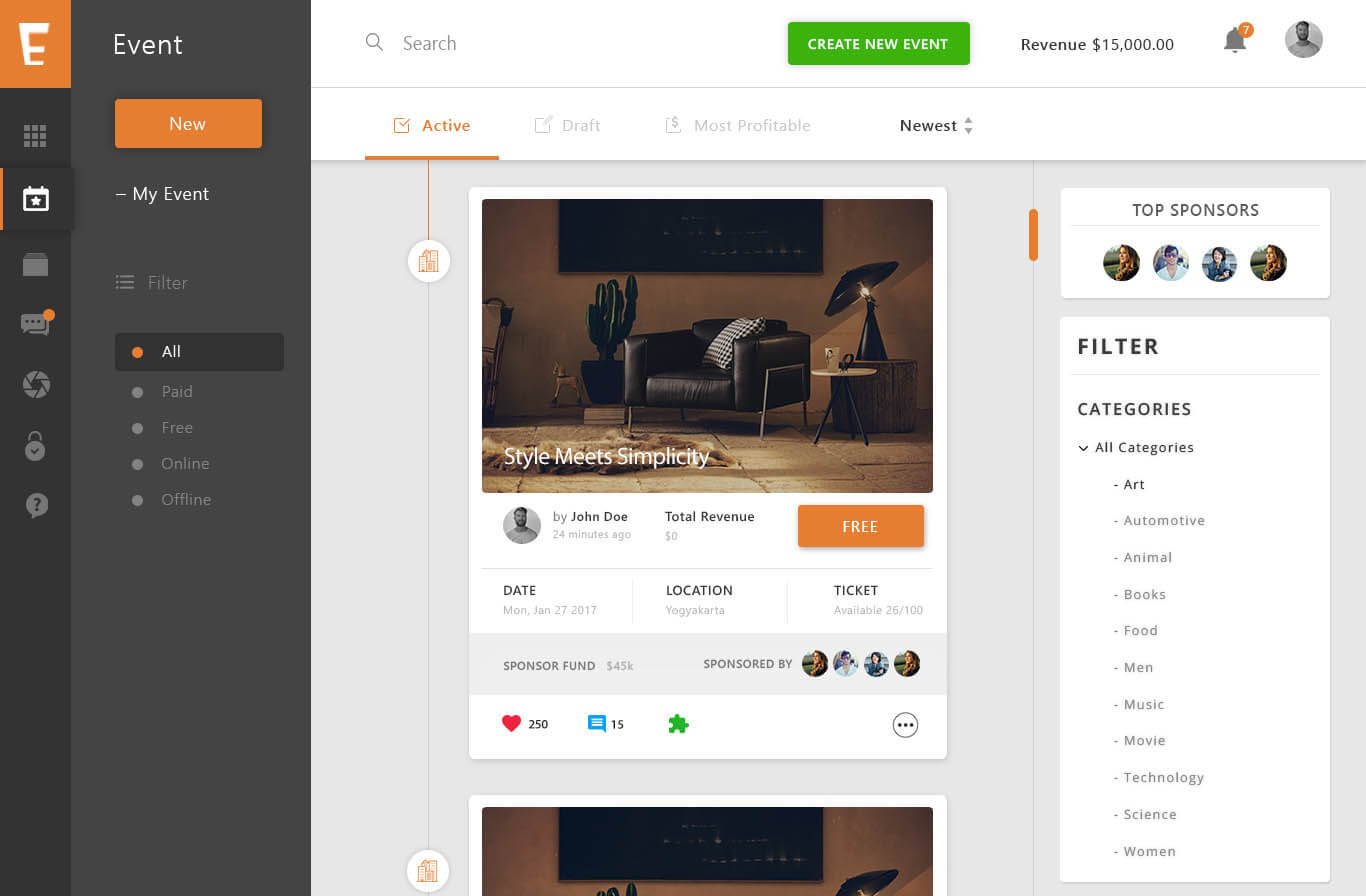 E
Event
Search
CREATE NEW EVENT
Revenue $15,000.00
7
New
– My Event
Filter
All
Paid
Free
Online
Offline
Active
Draft
Most Profitable
Newest
Style Meets Simplicity
by John Doe
24 minutes ago
Total Revenue
$0
FREE
DATE
Mon, Jan 27 2017
LOCATION
Yogyakarta
TICKET
Available 26/100
SPONSOR FUND $45k
SPONSORED BY
250
15
TOP SPONSORS
FILTER
CATEGORIES
All Categories
- Art
- Automotive
- Animal
- Books
- Food
- Men
- Music
- Movie
- Technology
- Science
- Women